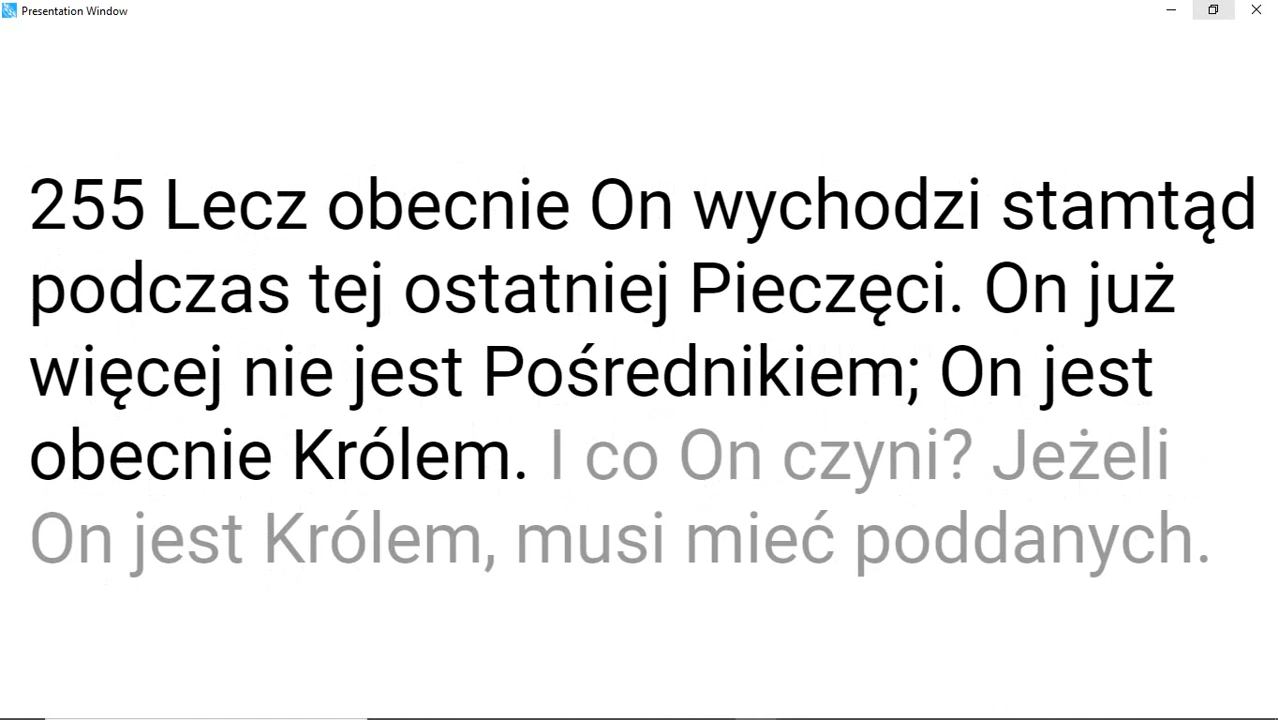 Presentation Window
255 Lecz obecnie On wychodzi stamtąd
podczas tej ostatniej Pieczęci. On już
więcej nie jest Pośrednikiem; On jest
obecnie Królem. I co On czyni? Jeżeli
On jest Królem, musi mieć poddanych.